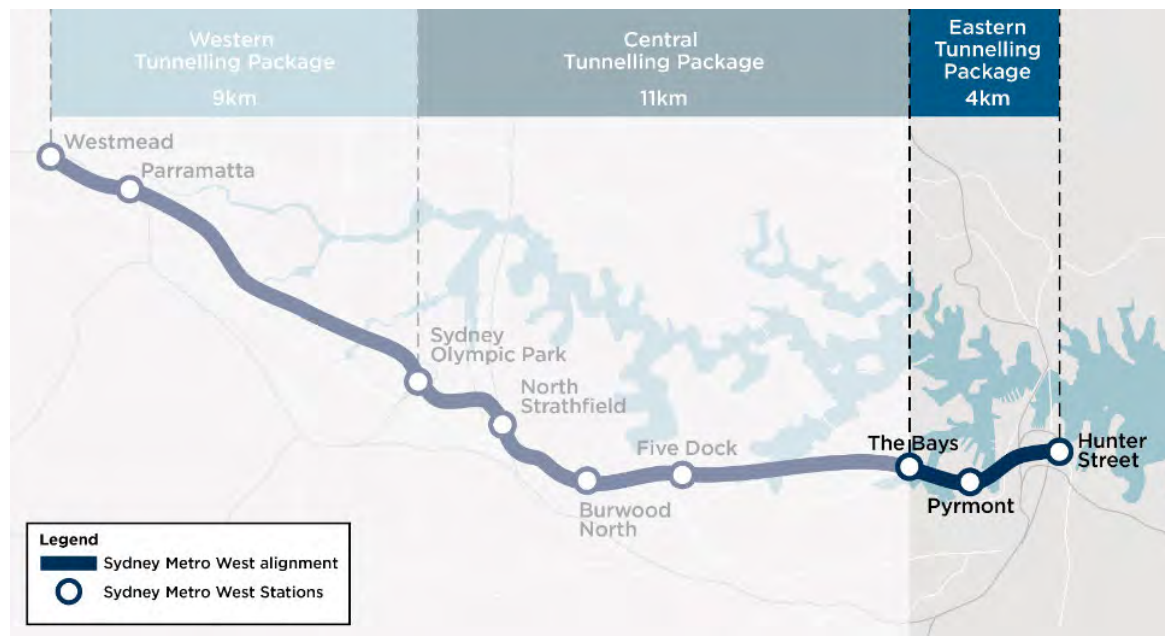 Western
Tunnelling Package
9km
Central
Tunnelling Package
11km
Eastern
Tunnelling
Package
4km
Westmead
Parramatta
Sydney
Olympic Park
North
Strathfield
Five Dock
Burwood
North
The Bays
Pyrmont
Hunter
Street
Legend
Sydney Metro West alignment
Sydney Metro West Stations